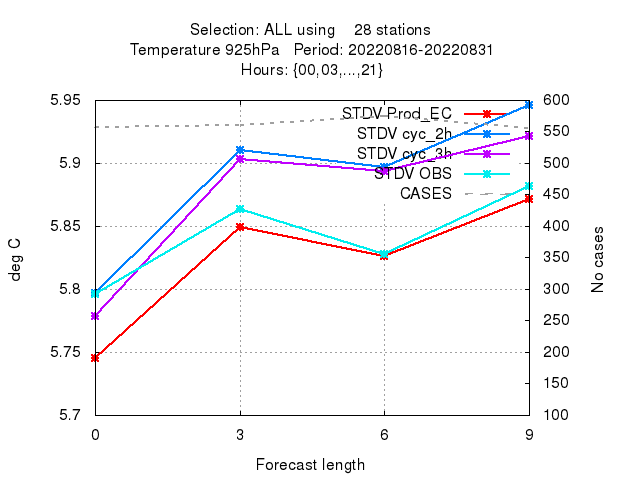 Selection: ALL using 28 stations
Temperature 925hPa Period: 20220816-20220831
Hours: {00,03,...,21}
5.95
5.9
5.85
5.8
5.75
5.7
600
550
500
450
400
350
300
250
200
150
100
STDV Prod_EC
STDV cyc_2h
STDV cyc_3h
STDV OBS
CASES
deg C
No cases
0 3 6 9
Forecast length